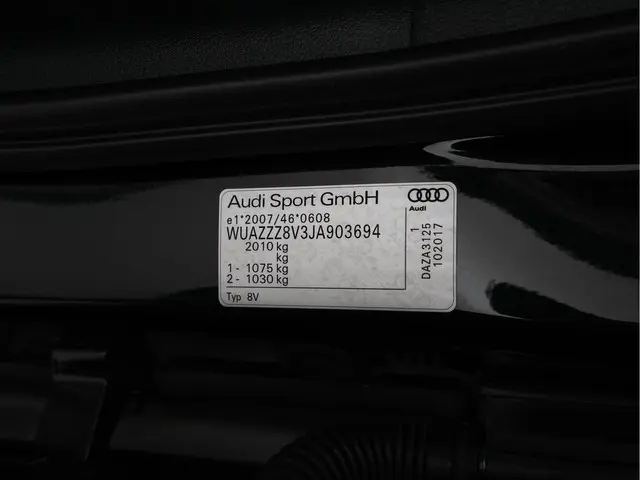 Audi Sport GmbH
Audi
e1*2007/46*0608
WUAZZZ8V3JA903694
2010 kg
kg
1 - 1075 kg
2 - 1030 kg
Typ 8V
1
DAZA3125
102017